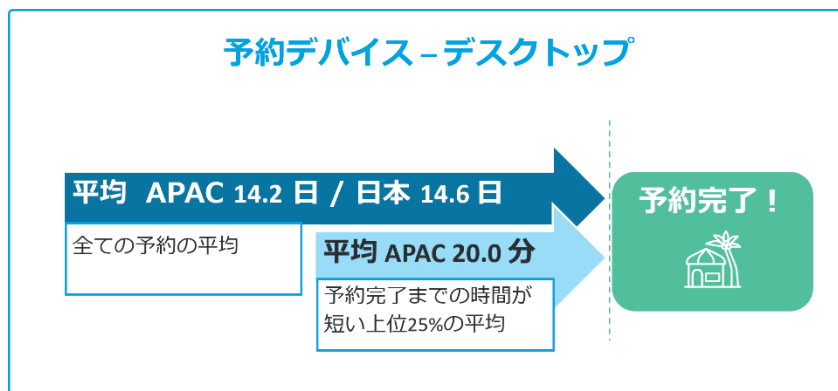 予約デバイス – デスクトップ
平均 APAC 14.2 日 / 日本 14.6 日
全ての予約の平均
平均 APAC 20.0 分
予約完了までの時間が
短い上位25%の平均
予約完了！